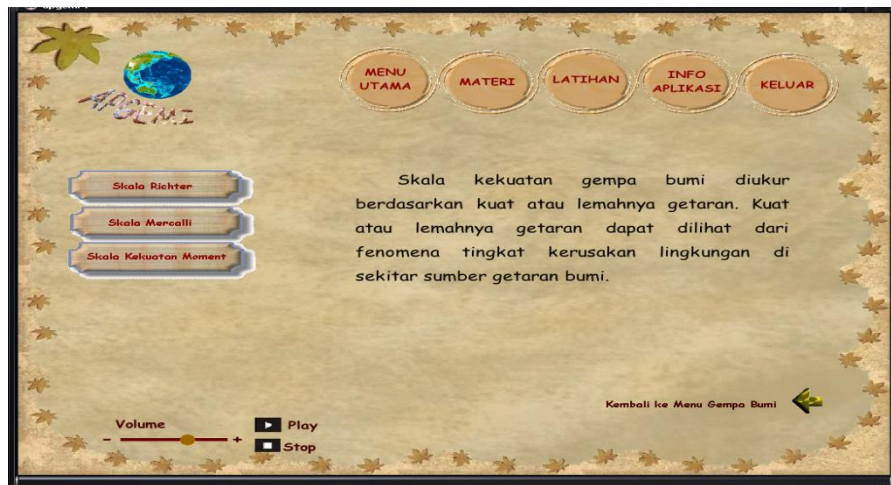 APGEMI
MENU
UTAMA
MATERI
LATIHAN
INFO
APLIKASI
KELUAR
Skala Richter
Skala Mercalli
Skala Kekuatan Moment
Skala kekuatan gempa bumi diukur
berdasarkan kuat atau lemahnya getaran. Kuat
atau lemahnya getaran dapat dilihat dari
fenomena tingkat kerusakan lingkungan di
sekitar sumber getaran bumi.
Kembali ke Menu Gempa Bumi
Volume
- +
Play
Stop